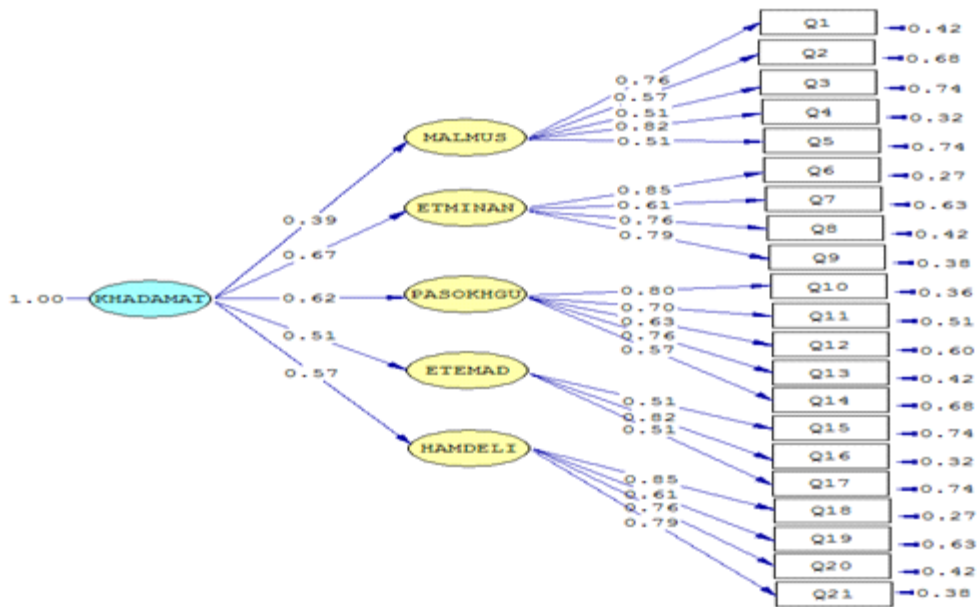 Q1 0.42
Q2 0.68
Q3 0.74
Q4 0.32
Q5 0.74
Q6 0.27
Q7 0.63
Q8 0.42
Q9 0.38
Q10 0.36
Q11 0.51
Q12 0.60
Q13 0.42
Q14 0.68
Q15 0.74
Q16 0.32
Q17 0.74
Q18 0.27
Q19 0.63
Q20 0.42
Q21 0.38
0.76
0.57
0.51
0.82
0.51
MALMUS
0.85
0.61
0.76
0.79
ETMINAN
0.80
0.70
0.63
0.76
0.57
PASOKHGU
0.51
0.82
0.51
ETEMAD
0.85
0.61
0.76
0.79
HAMDELI
0.39
0.67
0.62
0.51
0.57
1.00 KHADAMAT